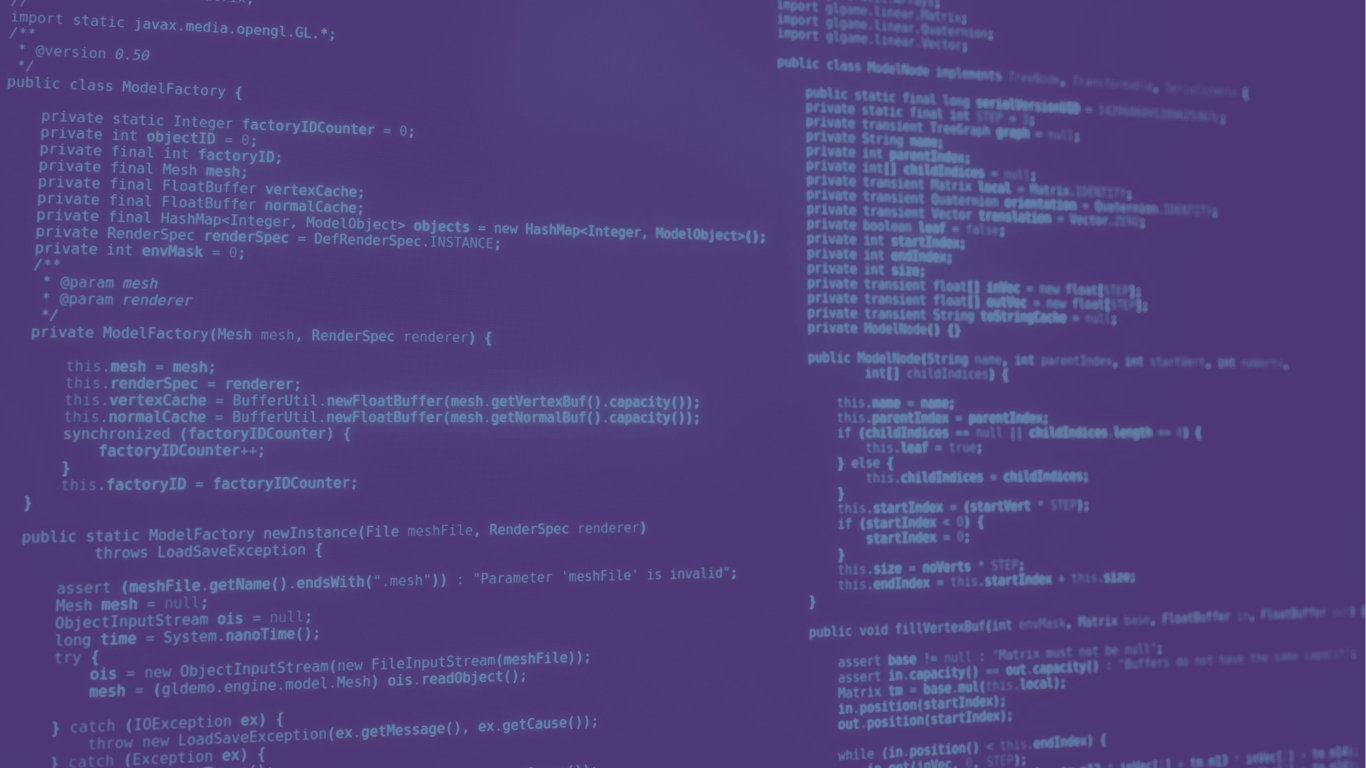 //
import static javax.media.opengl.GL.*;
/**
* @version 0.50
*/
public class ModelFactory {
private static Integer factoryIDCounter = 0;
private int objectID = 0;
private final int factoryID;
private final Mesh mesh;
private final FloatBuffer vertexCache;
private final FloatBuffer normalCache;
private final HashMap<Integer, ModelObject> objects = new HashMap<Integer, ModelObject>();
private RenderSpec renderSpec = DefRenderSpec.INSTANCE;
private int envMask = 0;
/**
* @param mesh
* @param renderer
*/
private ModelFactory(Mesh mesh, RenderSpec renderer) {
this.mesh = mesh;
this.renderSpec = renderer;
this.vertexCache = BufferUtil.newFloatBuffer(mesh.getVertexBuf().capacity());
this.normalCache = BufferUtil.newFloatBuffer(mesh.getNormalBuf().capacity());
synchronized (factoryIDCounter) {
factoryIDCounter++;
}
this.factoryID = factoryIDCounter;
}
public static ModelFactory newInstance(File meshFile, RenderSpec renderer)
throws LoadSaveException {
assert (meshFile.getName().endsWith(".mesh")) : "Parameter 'meshFile' is invalid";
Mesh mesh = null;
ObjectInputStream ois = null;
long time = System.nanoTime();
try {
ois = new ObjectInputStream(new FileInputStream(meshFile));
mesh = (gldemo.engine.model.Mesh) ois.readObject();
} catch (IOException ex) {
throw new LoadSaveException(ex.getMessage(), ex.getCause());
} catch (Exception ex) {
import glgame.linear.Matrix;
import glgame.linear.Quaternion;
import glgame.linear.Vector;
public class ModelNode implements TreeNode, Transformable, Serializable {
public static final long serialVersionUID =
private static final int STEP = 3;
private transient TreeGraph graph = null;
private String name;
private int parentIndex;
private int[] childIndices = null;
private transient Matrix local = Matrix.IDENTITY;
private transient Quaternion orientation = Quaternion.IDENTITY;
private transient Vector translation = Vector.ZERO;
private boolean leaf = false;
private int startIndex;
private int endIndex;
private int size;
private transient float[] inVec = new float[STEP];
private transient float[] outVec = new float[STEP];
private transient String toStringCache = null;
private ModelNode() {}
public ModelNode(String name, int parentIndex, int startVert, int noVerts,
int[] childIndices) {
this.name = name;
this.parentIndex = parentIndex;
if (childIndices == null || childIndices.length == 0) {
this.leaf = true;
} else {
this.childIndices = childIndices;
}
this.startIndex = (startVert * STEP);
if (startIndex < 0) {
startIndex = 0;
}
this.size = noVerts * STEP;
this.endIndex = this.startIndex + this.size;
}
public void fillVertexBuf(int envMask, Matrix base, FloatBuffer in, FloatBuffer out) {
assert base != null : "Matrix must not be null";
assert in.capacity() == out.capacity() : "Buffers do not have the same capacity";
Matrix tm = base.mul(this.local);
in.position(startIndex);
out.position(startIndex);
while (in.position() < this.endIndex) {
in.get(inVec, 0, STEP);